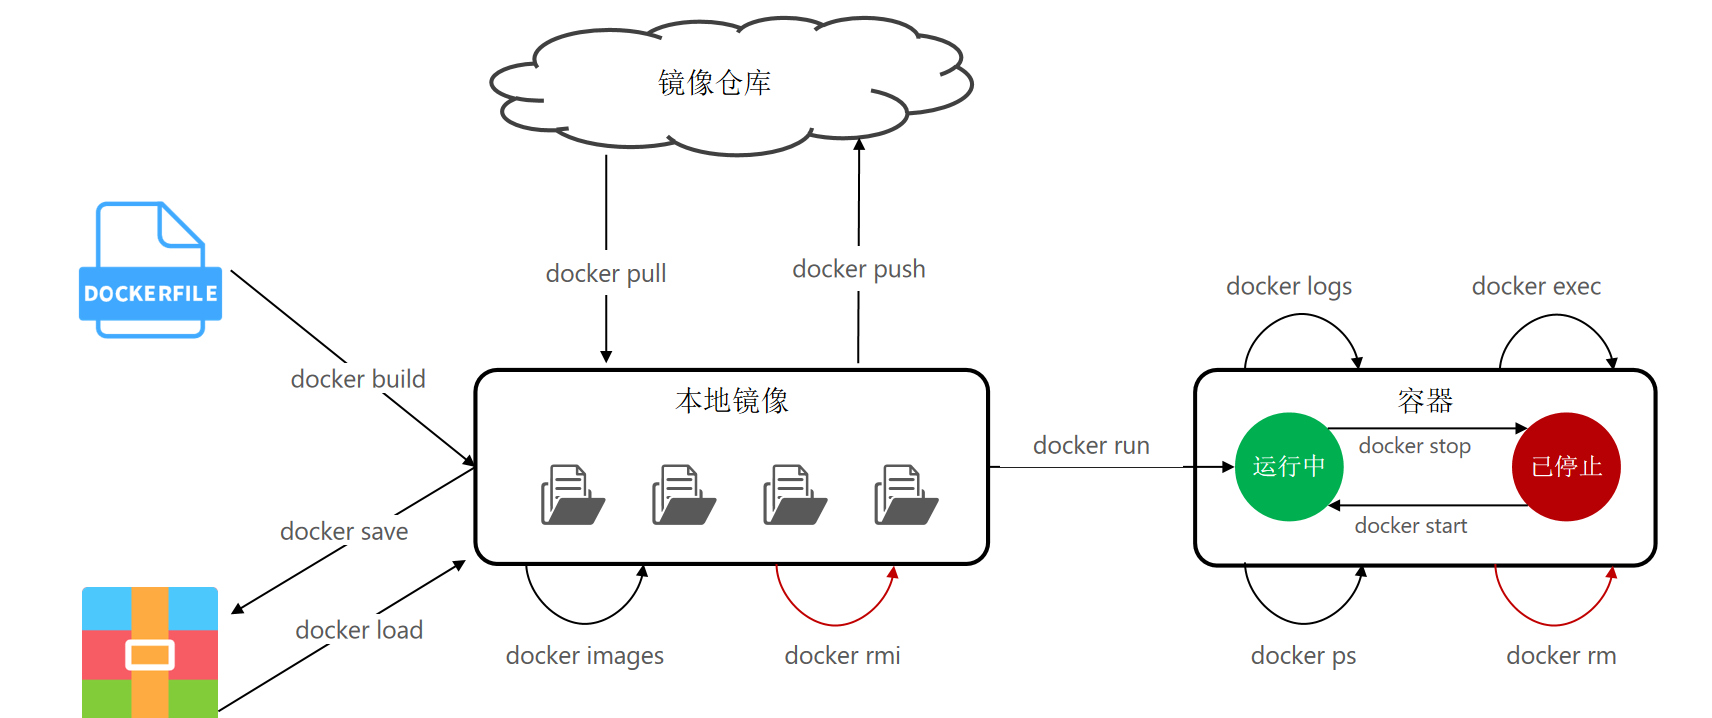 镜像仓库
docker pull
docker push
DOCKERFILE
docker build
docker logs
docker exec
本地镜像
容器
docker run
运行中
docker stop
已停止
docker start
docker save
docker load
docker images
docker rmi
docker ps
docker rm